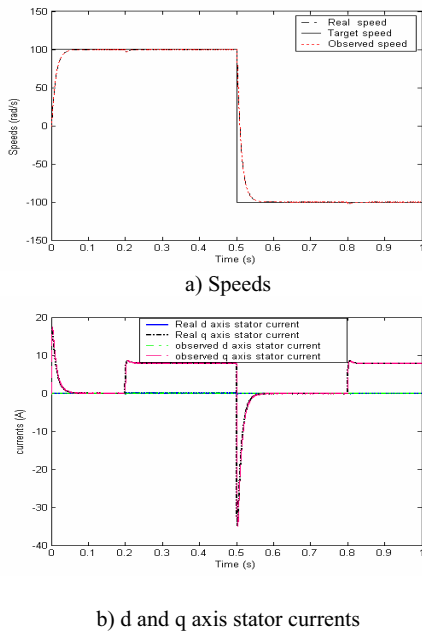 150
100
50
0
-50
-100
-150
Speeds (rad/s)
Real speed
Target speed
Observed speed
0 0.1 0.2 0.3 0.4 0.5 0.6 0.7 0.8 0.9 1
Time (s)
a) Speeds
20
10
0
-10
-20
-30
-40
currents (A)
Real d axis stator current
Real q axis stator current
observed d axis stator current
observed q axis stator current
0 0.1 0.2 0.3 0.4 0.5 0.6 0.7 0.8 0.9 1
Time (s)
b) d and q axis stator currents